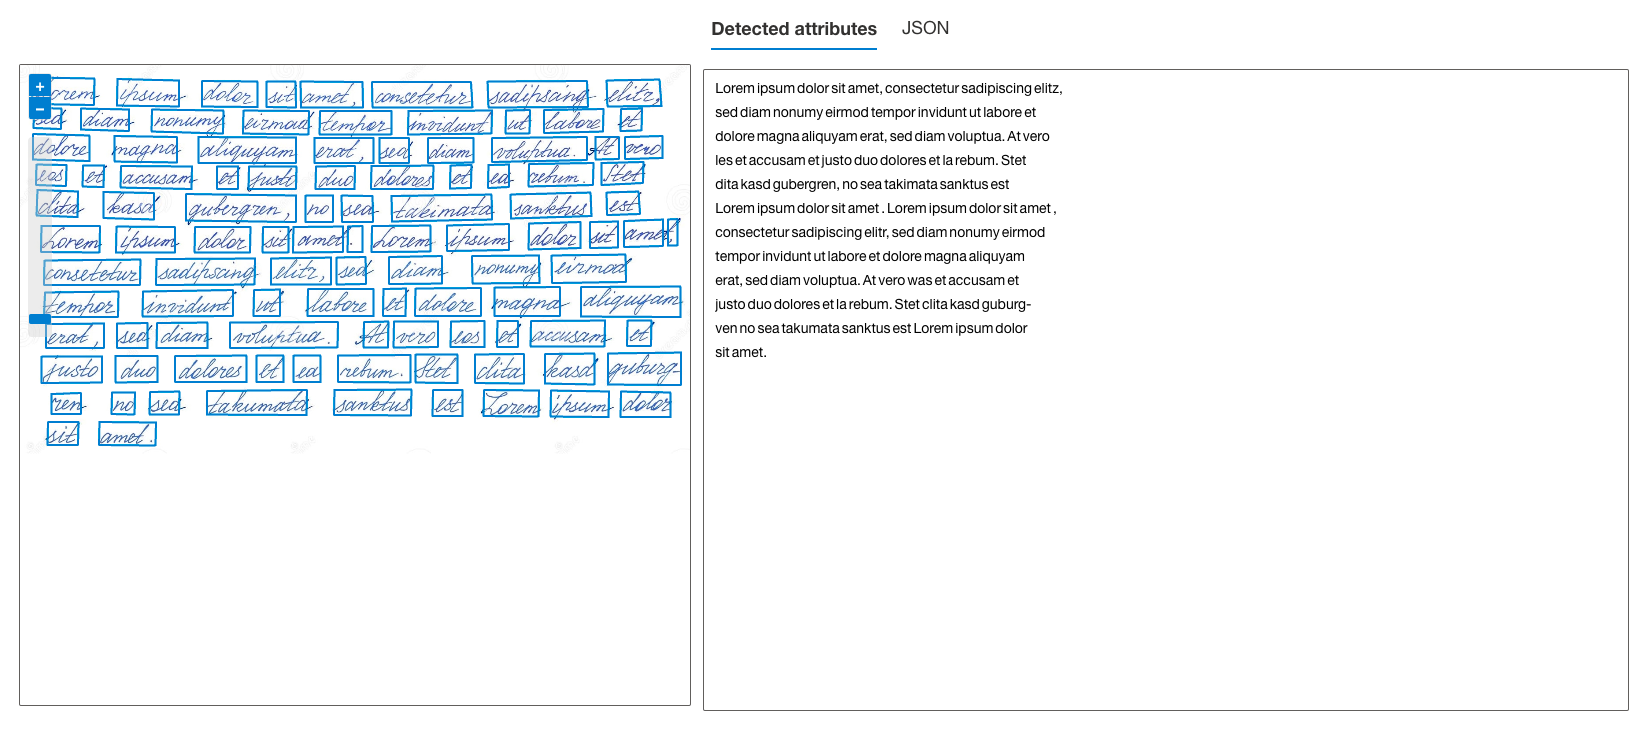 Detected attributes JSON
Lorem ipsum dolor sit amet, consetetur sadipscing elitr,
sed diam nonumy eirmod tempor invidunt ut labore et
dolore magna aliquyam erat, sed diam voluptua. At vero
eos et accusam et justo duo dolores et ea rebum. Stet
clita kasd gubergren, no sea takimata sanktus est
Lorem ipsum dolor sit amet. Lorem ipsum dolor sit amet,
consetetur sadipscing elitr, sed diam nonumy eirmod
tempor invidunt ut labore et dolore magna aliquyam
erat, sed diam voluptua. At vero eos et accusam et
justo duo dolores et ea rebum. Stet clita kasd guburg-
ren no sea takumata sanktus est Lorem ipsum dolor
sit amet.
Lorem ipsum dolor sit amet, consectetur sadipiscing elitz,
sed diam nonumy eirmod tempor invidunt ut labore et
dolore magna aliquyam erat, sed diam voluptua. At vero
les et accusam et justo duo dolores et la rebum. Stet
dita kasd gubergren, no sea takimata sanktus est
Lorem ipsum dolor sit amet . Lorem ipsum dolor sit amet ,
consectetur sadipiscing elitr, sed diam nonumy eirmod
tempor invidunt ut labore et dolore magna aliquyam
erat, sed diam voluptua. At vero was et accusam et
justo duo dolores et la rebum. Stet clita kasd guburg-
ven no sea takumata sanktus est Lorem ipsum dolor
sit amet.